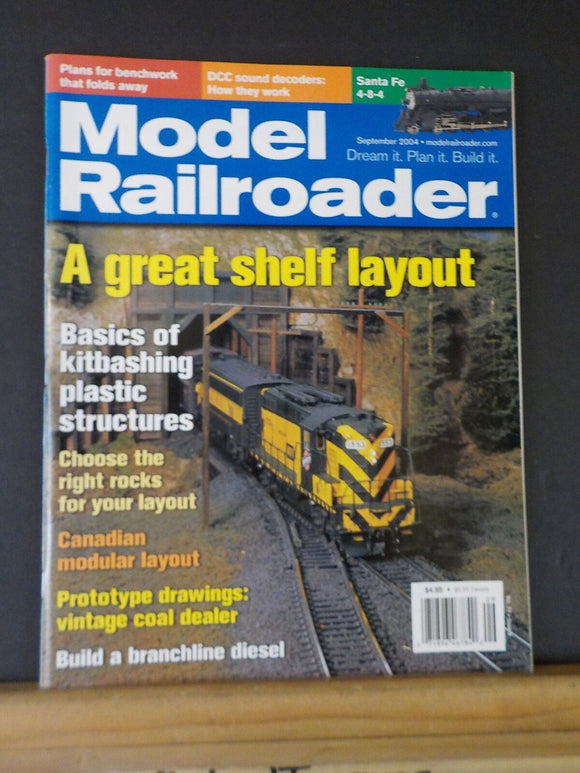 Plans for benchwork
that folds away
DCC sound decoders:
How they work
Santa Fe
4-8-4
September 2004 • modelrailroader.com
Dream it. Plan it. Build it.
Model
Railroader®
A great shelf layout
Basics of
kitbashing
plastic
structures
Choose the
right rocks
for your layout
Canadian
modular layout
Prototype drawings:
vintage coal dealer
Build a branchline diesel
$4.95